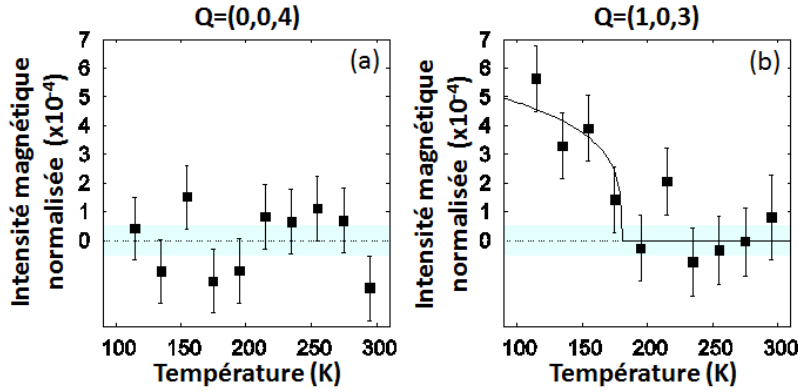 Q=(0,0,4)
Q=(1,0,3)
Intensité magnétique
normalisée (x10⁻⁴)
7
6
5
4
3
2
1
0
(a)
100
150
200
250
300
Température (K)
Intensité magnétique
normalisée (x10⁻⁴)
7
6
5
4
3
2
1
0
(b)
100
150
200
250
300
Température (K)